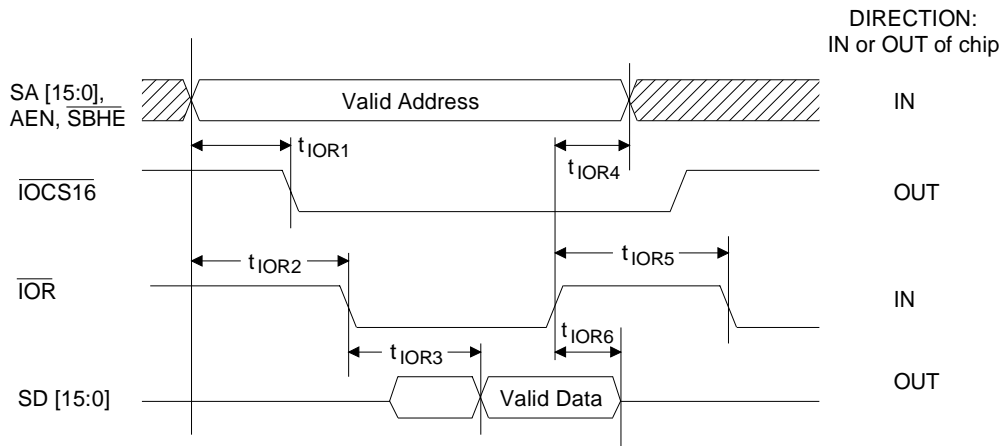 DIRECTION:
IN or OUT of chip
SA [15:0],
AEN, SBHE
Valid Address
IN
tIOR1
tIOR4
IOCS16
OUT
tIOR2
tIOR5
IOR
IN
tIOR3
tIOR6
OUT
SD [15:0]
Valid Data